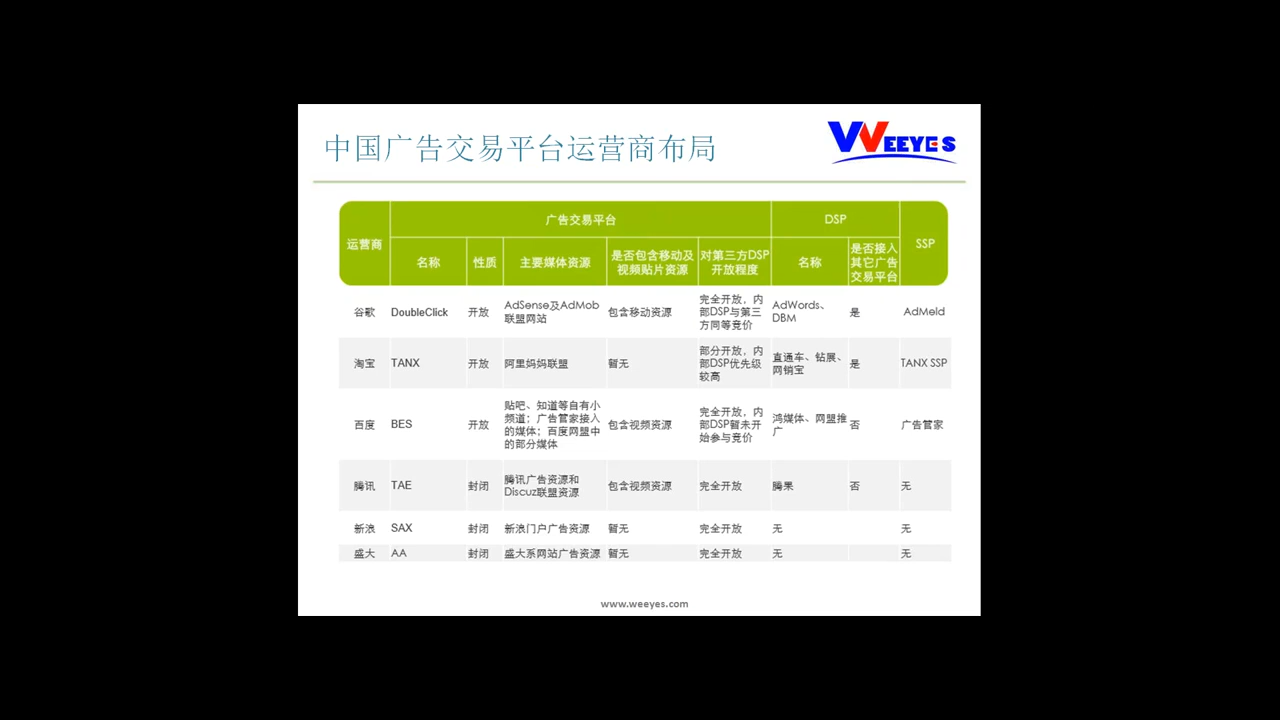 中国广告交易平台运营商布局
WEEYES
运营商
广告交易平台
DSP
SSP
名称
性质
主要媒体资源
是否包含移动及
视频贴片资源
对第三方DSP
开放程度
名称
是否接入
其它广告
交易平台
谷歌
DoubleClick
开放
AdSense及AdMob
联盟网站
包含移动资源
完全开放，内
部DSP与第三
方同等竞价
AdWords、
DBM
是
AdMeld
淘宝
TANX
开放
阿里妈妈联盟
暂无
部分开放，内
部DSP优先级
较高
直通车、钻展、
网销宝
是
TANX SSP
百度
BES
开放
贴吧、知道等自有小
频道；广告管家接入
的媒体；百度网盟中
的部分媒体
包含视频资源
完全开放，内
部DSP暂未开
始参与竞价
鸿媒体、网盟推
广
否
广告管家
腾讯
TAE
封闭
腾讯广告资源和
Discuz联盟资源
包含视频资源
完全开放
腾果
否
无
新浪
SAX
封闭
新浪门户广告资源
暂无
完全开放
无
无
盛大
AA
封闭
盛大系网站广告资源
暂无
完全开放
无
无
www.weeyes.com